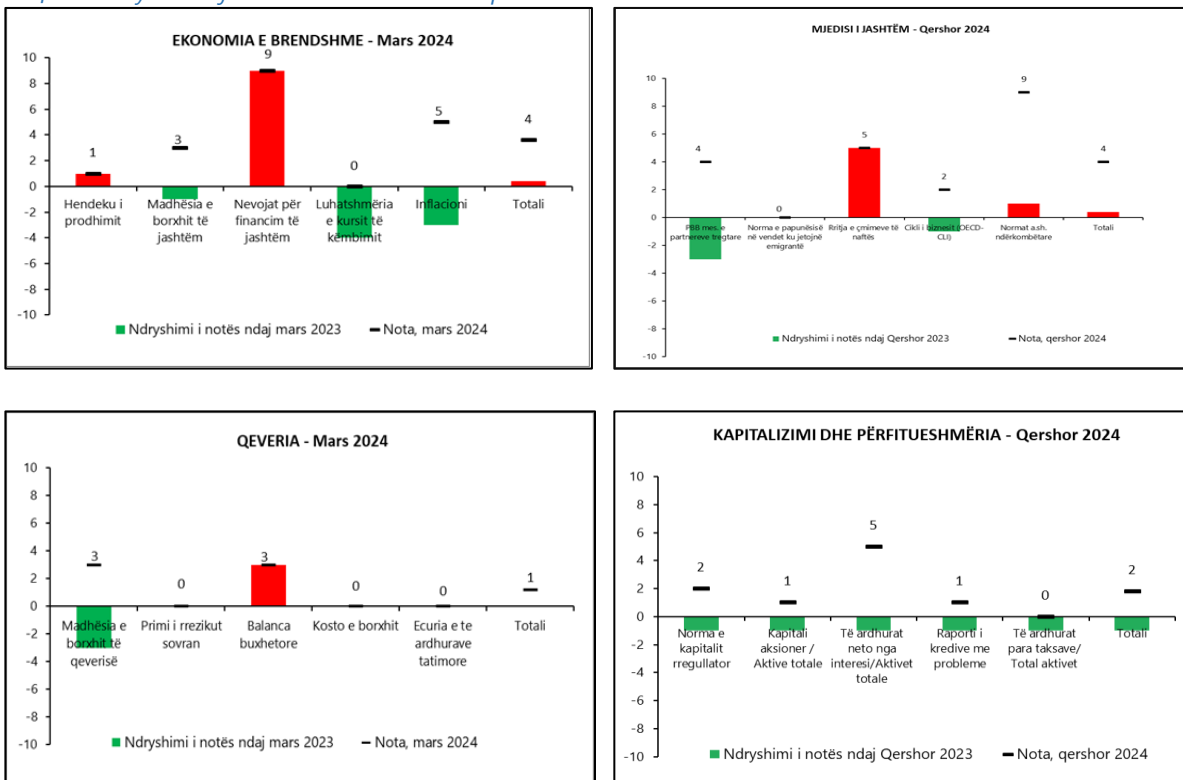 EKONOMIA E BRENDSHME - Mars 2024
10
8
6
4
2
0
-2
-4
-6
-8
-10
1
3
9
0
5
4
Hendeku i prodhimit
Madhësia e borxhit të jashtëm
Nevojat për financim të jashtëm
Luhatshmëria e kursit të këmbimit
Inflacioni
Totali
Ndryshimi i notës ndaj mars 2023
Nota, mars 2024
MJEDISI I JASHTËM - Qershor 2024
10
8
6
4
2
0
-2
-4
-6
-8
-10
4
0
5
2
9
4
PBB mes. e partnereve tregtare
Norma e papunësisë në vendet ku jetojnë emigrantë
Rritja e çmimeve të naftës
Cikli i biznesit (OECD-CLI)
Normat a.sh. ndërkombëtare
Totali
Ndryshimi i notës ndaj Qershor 2023
Nota, qershor 2024
QEVERIA - Mars 2024
10
8
6
4
2
0
-2
-4
-6
-8
-10
3
0
3
0
0
1
Madhësia e borxhit të qeverisë
Primi i rrezikut sovran
Balanca buxhetore
Kosto e borxhit
Ecuria e te ardhurave tatimore
Totali
Ndryshimi i notës ndaj mars 2023
Nota, mars 2024
KAPITALIZIMI DHE PËRFITUESHMËRIA - Qershor 2024
10
8
6
4
2
0
-2
-4
-6
-8
-10
2
1
5
1
0
2
Norma e kapitalit rregullator
Kapitali aksioner / Aktive totale
Të ardhurat neto nga interesi/Aktivet totale
Raporti i kredive me probleme
Të ardhurat para taksave/ Total aktivet
Totali
Ndryshimi i notës ndaj Qershor 2023
Nota, qershor 2024